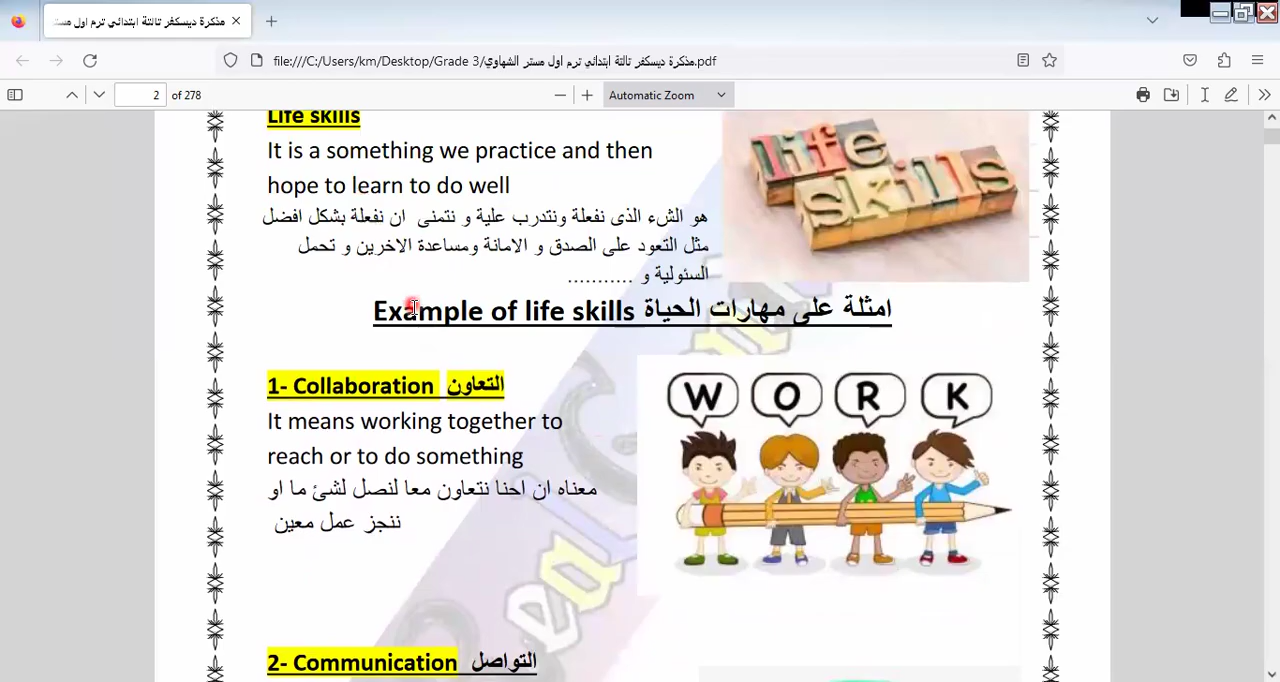 مذكرة ديسكفر تالتة ابتدائي ترم اول مستر
file:///C:/Users/km/Desktop/Grade 3/مذكرة ديسكفر تالتة ابتدائي ترم اول مستر الشهاوي.pdf
2 of 278
Automatic Zoom
Life skills
It is a something we practice and then
hope to learn to do well
هو الشء الذى نفعلة ونتدرب علية و نتمنى ان نفعلة بشكل افضل
مثل التعود على الصدق و الامانة ومساعدة الاخرين و تحمل
السئولية و ...........
life
skills
Example of life skills امثلة على مهارات الحياة
1- Collaboration التعاون
It means working together to
reach or to do something
معناه ان احنا نتعاون معا لنصل لشئ ما او
ننجز عمل معين
W O R K
2- Communication التواصل